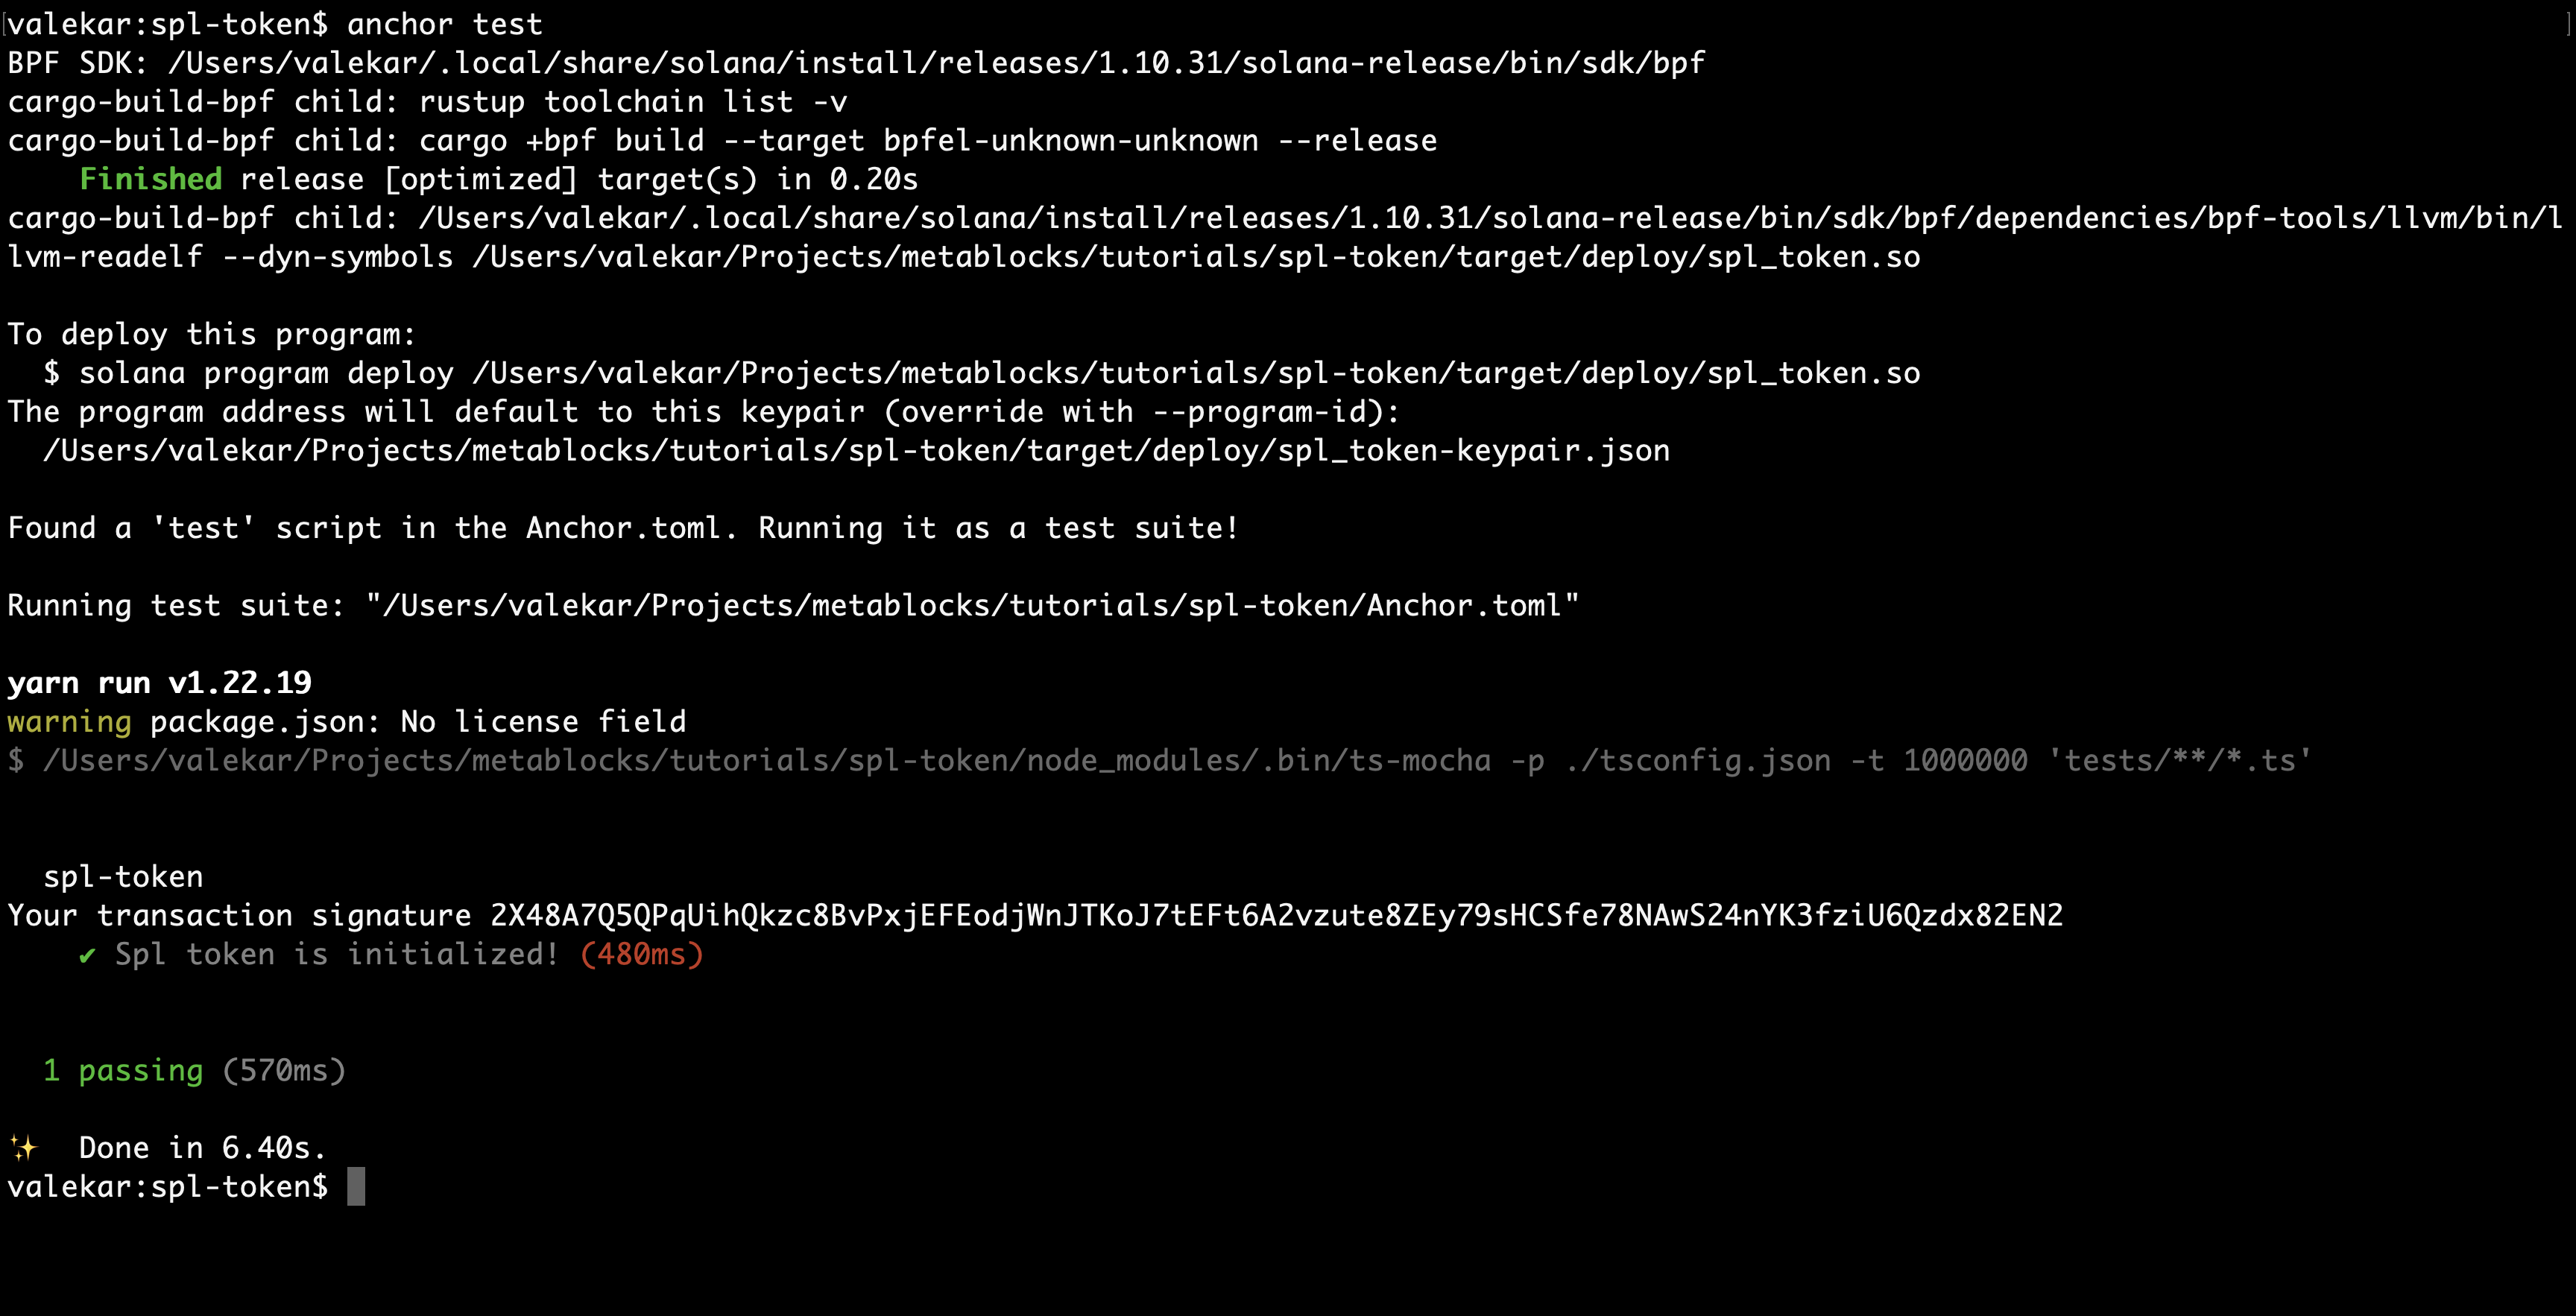 valekar:spl-token$ anchor test
BPF SDK: /Users/valekar/.local/share/solana/install/releases/1.10.31/solana-release/bin/sdk/bpf
cargo-build-bpf child: rustup toolchain list -v
cargo-build-bpf child: cargo +bpf build --target bpfel-unknown-unknown --release
    Finished release [optimized] target(s) in 0.20s
cargo-build-bpf child: /Users/valekar/.local/share/solana/install/releases/1.10.31/solana-release/bin/sdk/bpf/dependencies/bpf-tools/llvm/bin/l
lvm-readelf --dyn-symbols /Users/valekar/Projects/metablocks/tutorials/spl-token/target/deploy/spl_token.so

To deploy this program:
  $ solana program deploy /Users/valekar/Projects/metablocks/tutorials/spl-token/target/deploy/spl_token.so
The program address will default to this keypair (override with --program-id):
  /Users/valekar/Projects/metablocks/tutorials/spl-token/target/deploy/spl_token-keypair.json

Found a 'test' script in the Anchor.toml. Running it as a test suite!

Running test suite: "/Users/valekar/Projects/metablocks/tutorials/spl-token/Anchor.toml"

yarn run v1.22.19
warning package.json: No license field
$ /Users/valekar/Projects/metablocks/tutorials/spl-token/node_modules/.bin/ts-mocha -p ./tsconfig.json -t 1000000 'tests/**/*.ts'

  spl-token
Your transaction signature 2X48A7Q5QPqUihQkzc8BvPxjEFEodjWnJTKoJ7tEFt6A2vzute8ZEy79sHCSfe78NAwS24nYK3fziU6Qzdx82EN2
    ✔ Spl token is initialized! (480ms)

  1 passing (570ms)

✨  Done in 6.40s.
valekar:spl-token$